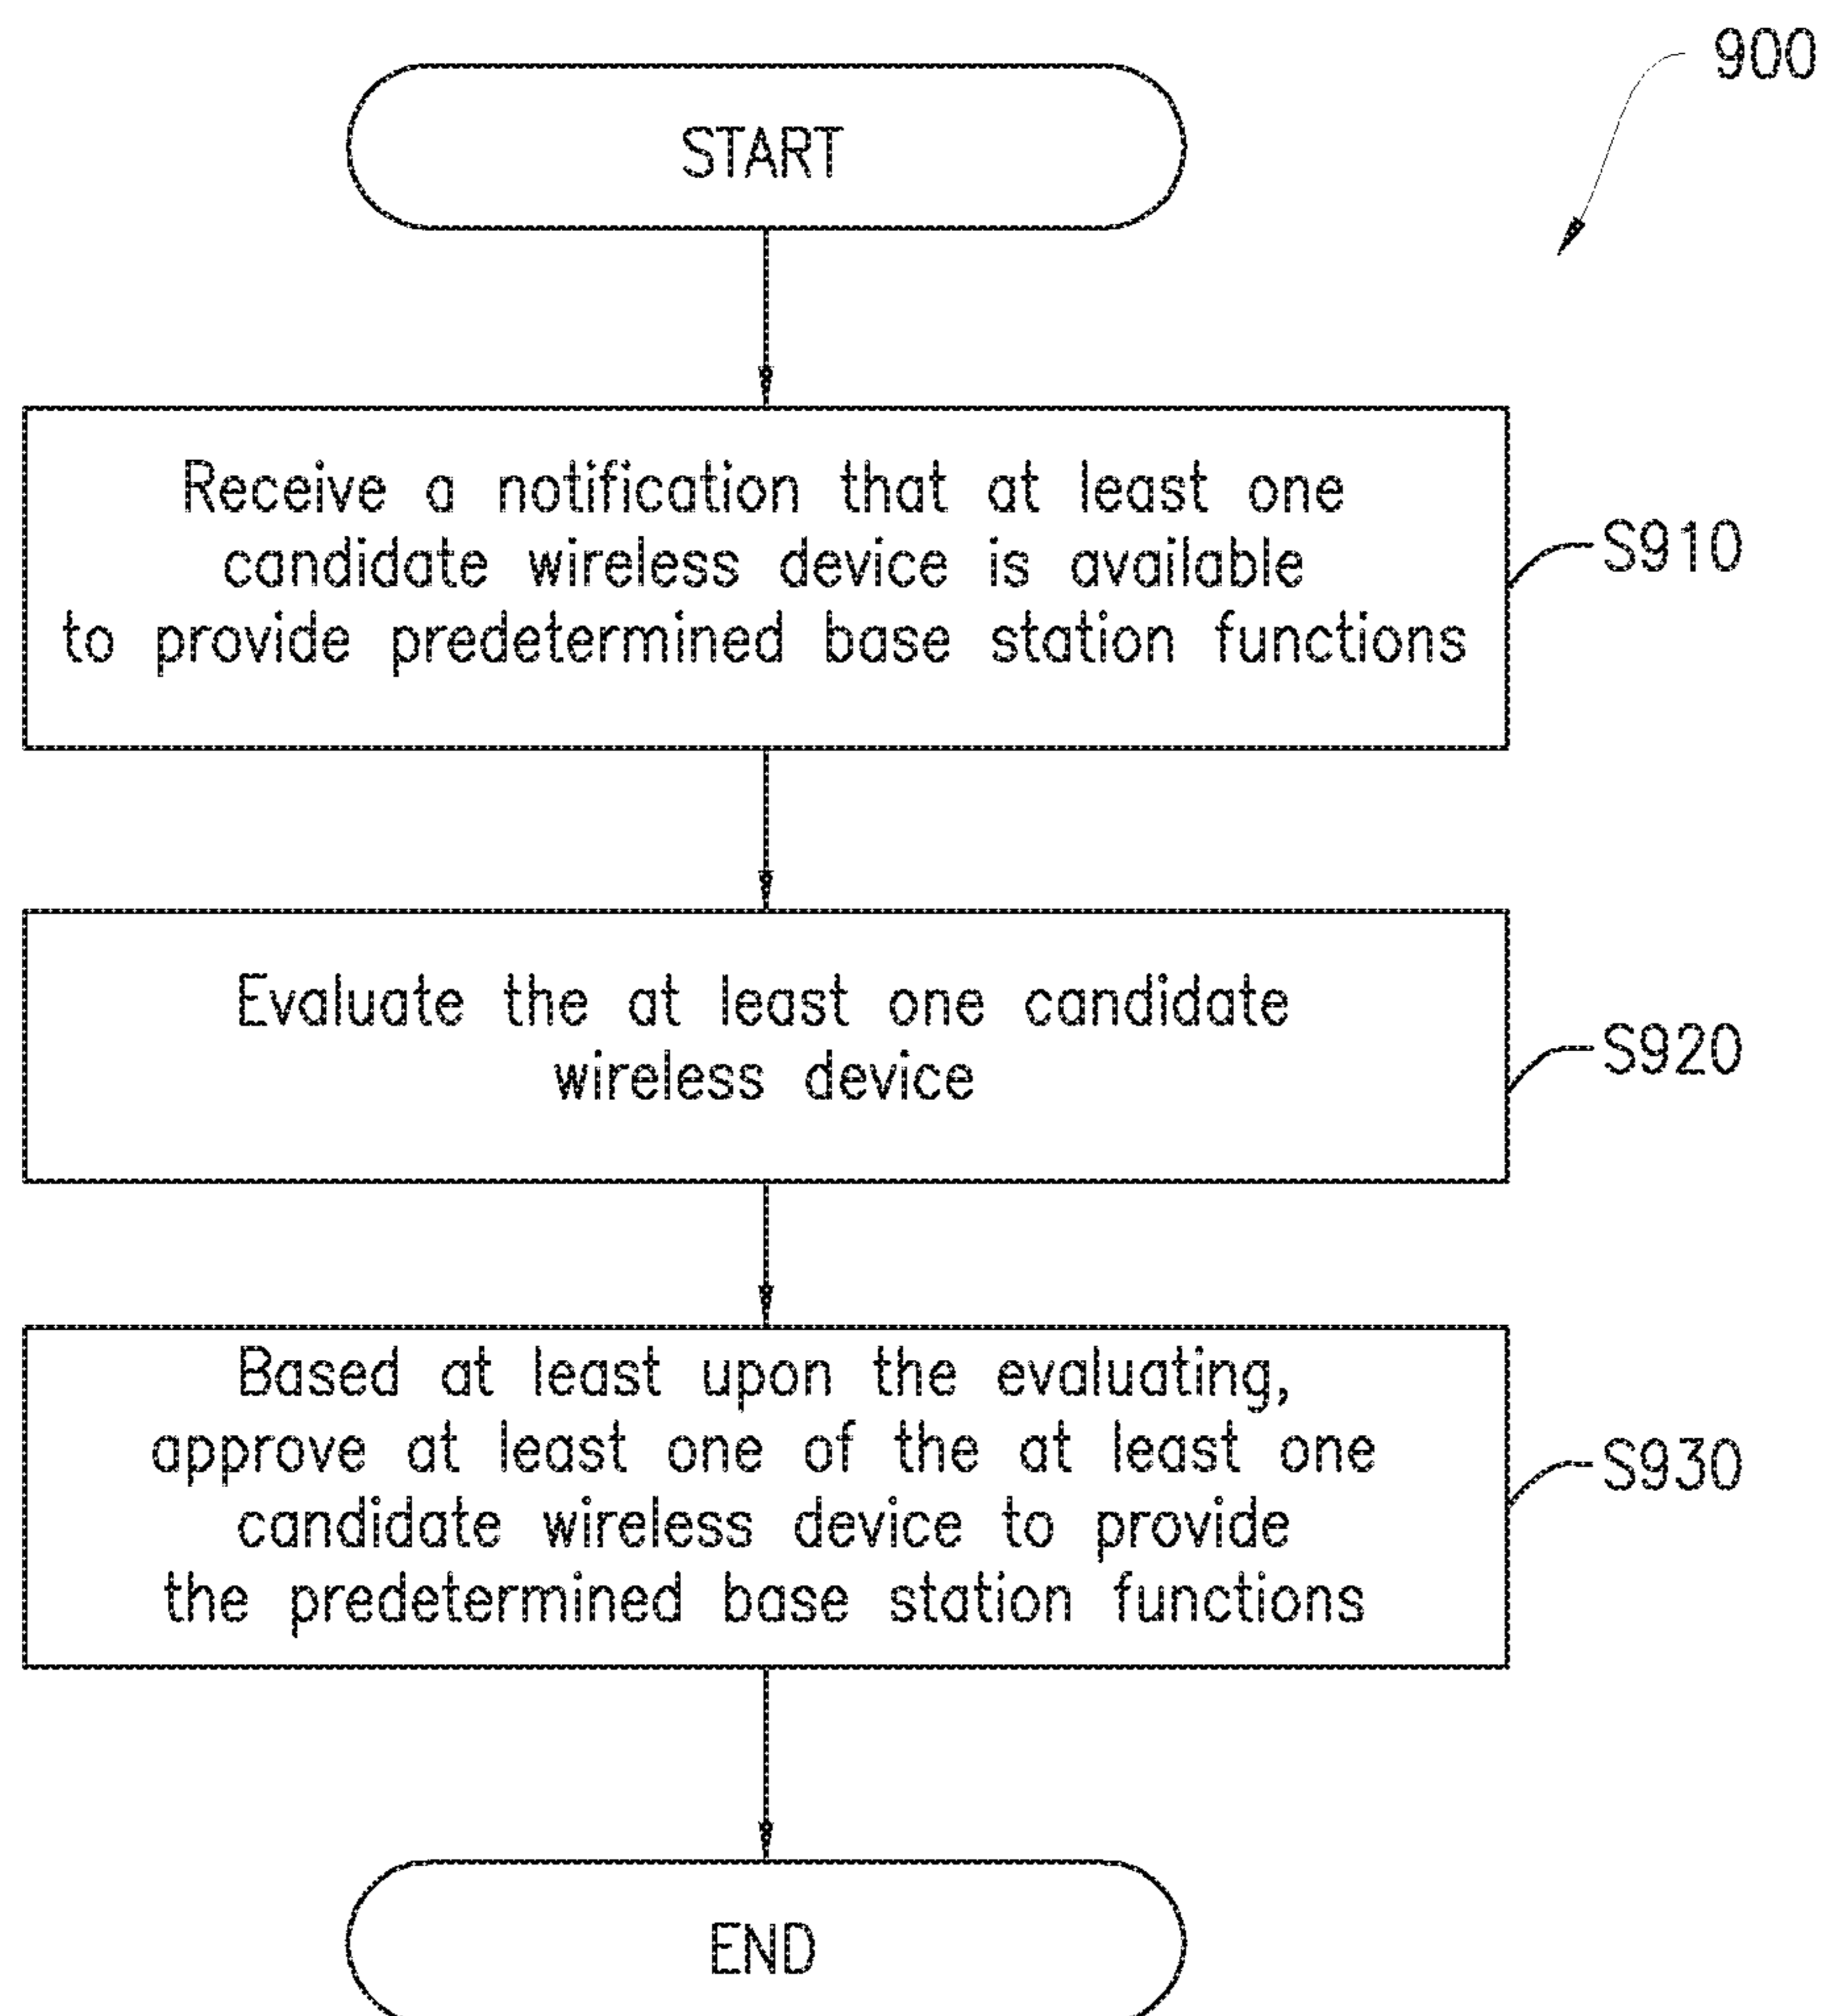 900
START
Receive a notification that at least one
candidate wireless device is available
to provide predetermined base station functions
S910
Evaluate the at least one candidate
wireless device
S920
Based at least upon the evaluating,
approve at least one of the at least one
candidate wireless device to provide
the predetermined base station functions
S930
END